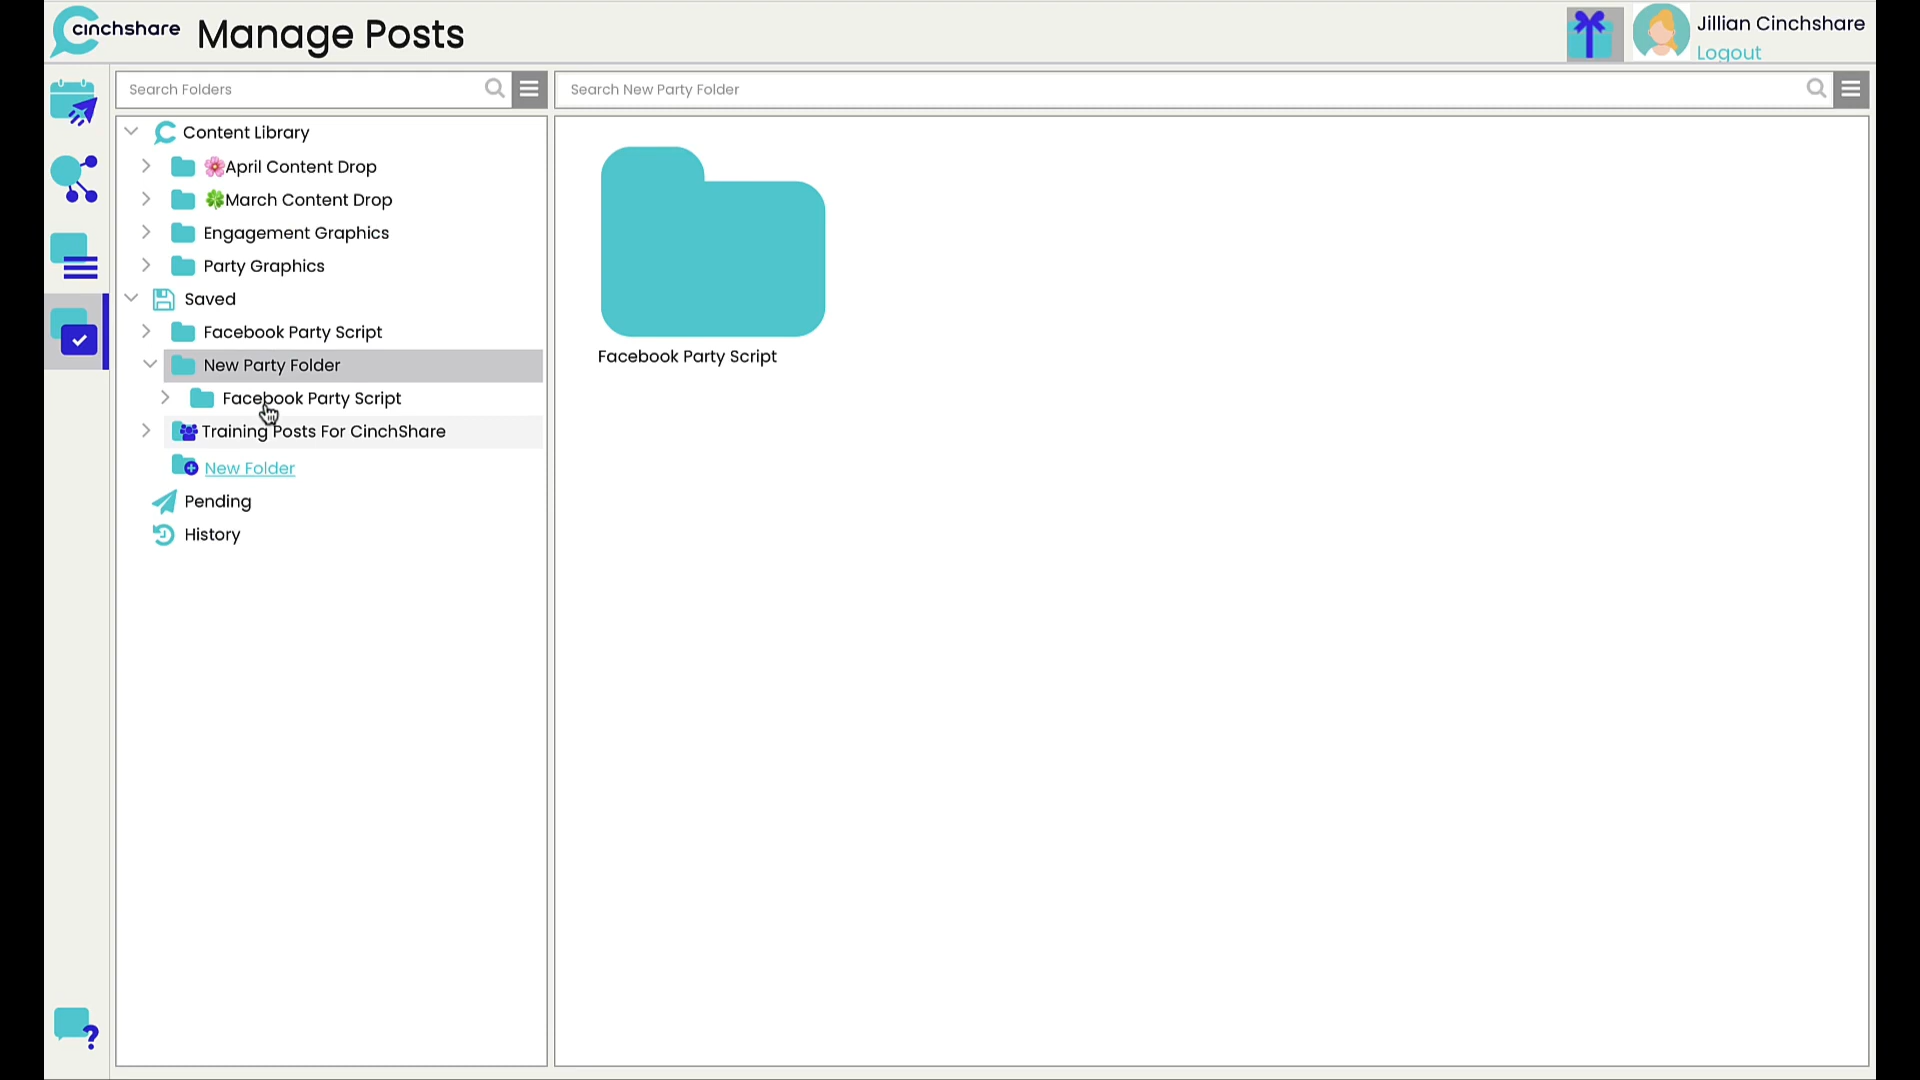 cinchshare
Manage Posts
Jillian Cinchshare
Logout
Search Folders
Search New Party Folder
Content Library
🌸April Content Drop
🍀March Content Drop
Engagement Graphics
Party Graphics
Saved
Facebook Party Script
New Party Folder
Facebook Party Script
Training Posts For CinchShare
New Folder
Pending
History
Facebook Party Script
?